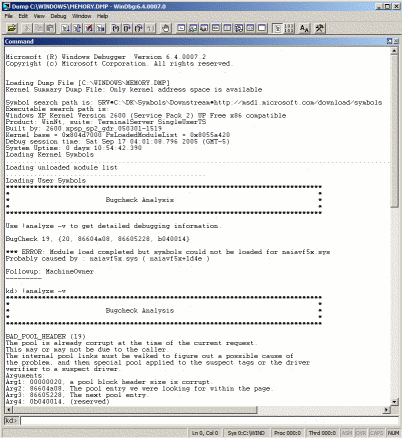 Dump C:\WINDOWS\MEMORY.DMP - WinDbg:6.4.0007.0
File Edit View Debug Window Help
Command
Microsoft (R) Windows Debugger Version 6.4.0007.2
Copyright (c) Microsoft Corporation. All rights reserved.
Loading Dump File [C:\WINDOWS\MEMORY.DMP]
Kernel Summary Dump File: Only kernel address space is available
Symbol search path is: SRV*C:\DK\Symbols\Downstream*http://msdl.microsoft.com/download/symbols
Executable search path is:
Windows XP Kernel Version 2600 (Service Pack 2) UP Free x86 compatible
Product: WinNt, suite: TerminalServer SingleUserTS
Built by: 2600.xpsp_sp2_gdr.050301-1519
Kernel base = 0x804d7000 PsLoadedModuleList = 0x8055a420
Debug session time: Sat Sep 17 04:01:08.796 2005 (GMT-5)
System Uptime: 0 days 10:54:42.390
Loading Kernel Symbols
Loading unloaded module list
Loading User Symbols
* Bugcheck Analysis *
Use !analyze -v to get detailed debugging information.
BugCheck 19, {20, 86604a08, 86605228, b040014}
*** ERROR: Module load completed but symbols could not be loaded for naiavf5x.sys
Probably caused by : naiavf5x.sys ( naiavf5x+1d4e )
Followup: MachineOwner
---------
kd> !analyze -v
* Bugcheck Analysis *
BAD_POOL_HEADER (19)
The pool is already corrupt at the time of the current request.
This may or may not be due to the caller.
The internal pool links must be walked to figure out a possible cause of
the problem, and then special pool applied to the suspect tags or the driver
verifier to a suspect driver.
Arguments:
Arg1: 00000020, a pool block header size is corrupt.
Arg2: 86604a08, The pool entry we were looking for within the page.
Arg3: 86605228, The next pool entry.
Arg4: 0b040014, (reserved)
kd>
Ln 0, Col 0 Sys 0:C:\WIND Proc 000:0 Thrd 000:0 ASM OVR CAPS NUM